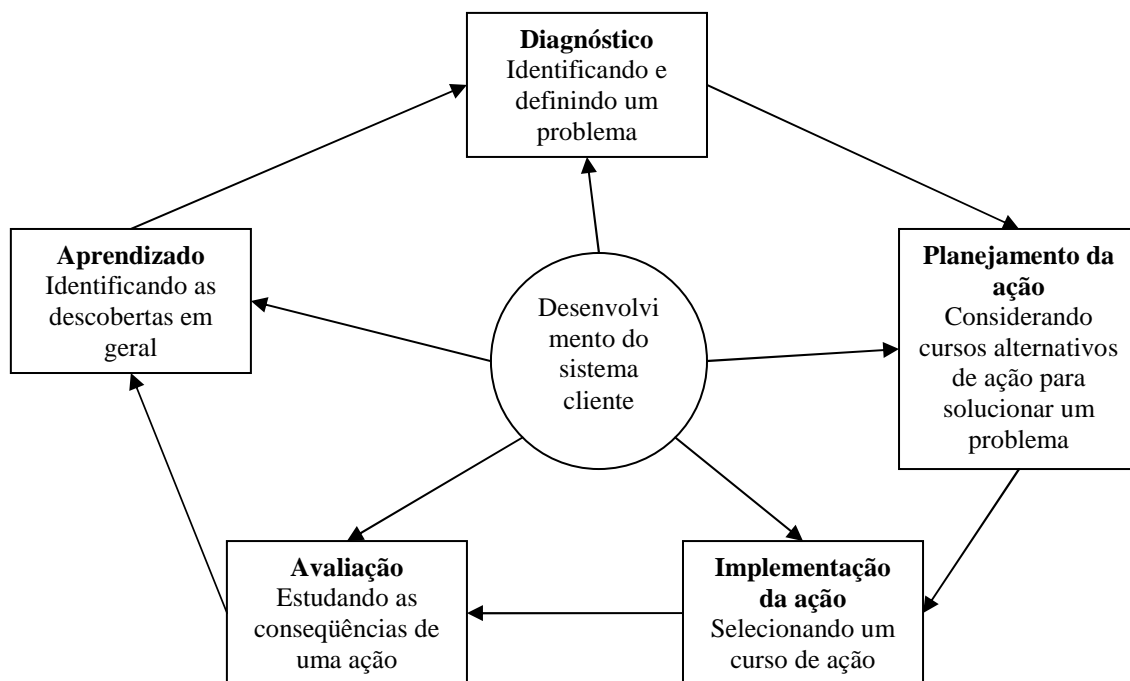 Diagnóstico
Identificando e
definindo um
problema
Aprendizado
Identificando as
descobertas em
geral
Desenvolvi
mento do
sistema
cliente
Planejamento da
ação
Considerando
cursos alternativos
de ação para
solucionar um
problema
Avaliação
Estudando as
conseqüências de
uma ação
Implementação
da ação
Selecionando um
curso de ação